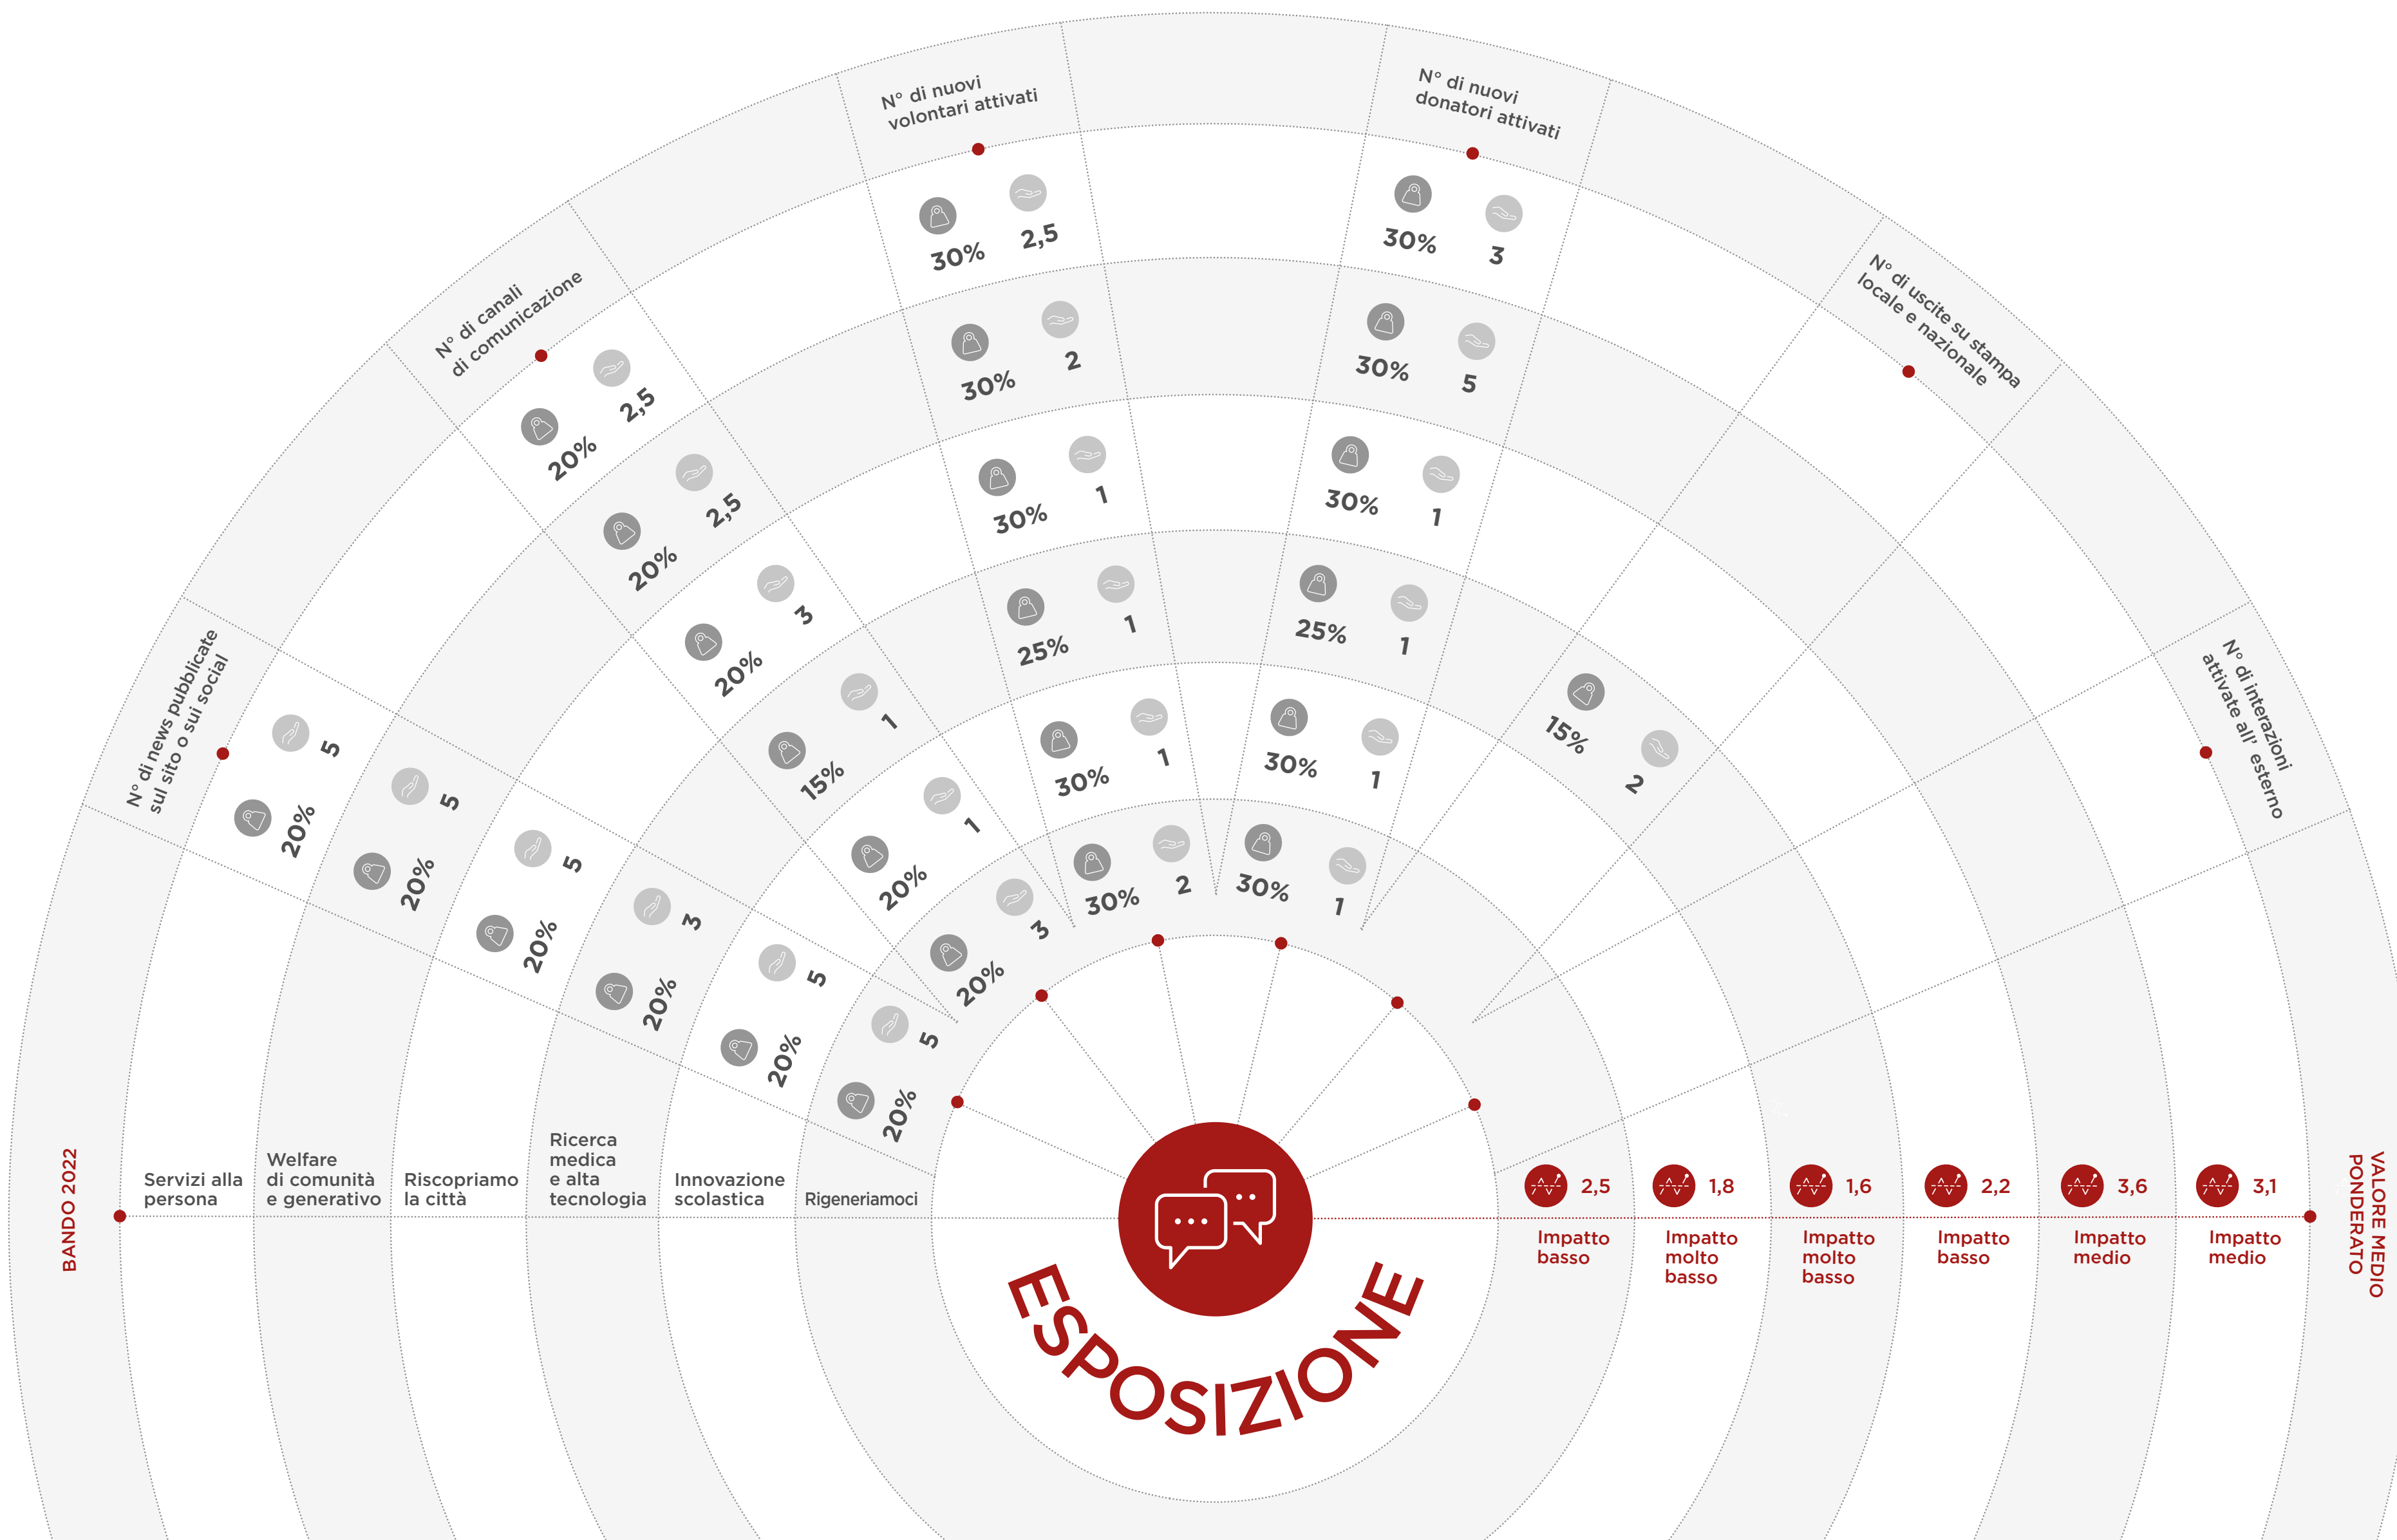 N° di news pubblicate
sul sito o sui social
N° di canali
di comunicazione
N° di nuovi
volontari attivati
N° di nuovi
donatori attivati
N° di uscite su stampa
locale e nazionale
N° di interazioni
attivate all' esterno
20% 5
20% 2,5
30% 2,5
30% 3
20% 5
20% 2,5
30% 2
30% 5
20% 5
20% 3
30% 1
30% 1
20% 3
15% 1
25% 1
25% 1
15% 2
20% 5
20% 1
30% 1
30% 1
20% 5
20% 3
30% 2
30% 1
BANDO 2022
Servizi alla
persona
Welfare
di comunità
e generativo
Riscopriamo
la città
Ricerca
medica
e alta
tecnologia
Innovazione
scolastica
Rigeneriamoci
ESPOSIZIONE
2,5
Impatto
basso
1,8
Impatto
molto
basso
1,6
Impatto
molto
basso
2,2
Impatto
basso
3,6
Impatto
medio
3,1
Impatto
medio
VALORE MEDIO
PONDERATO